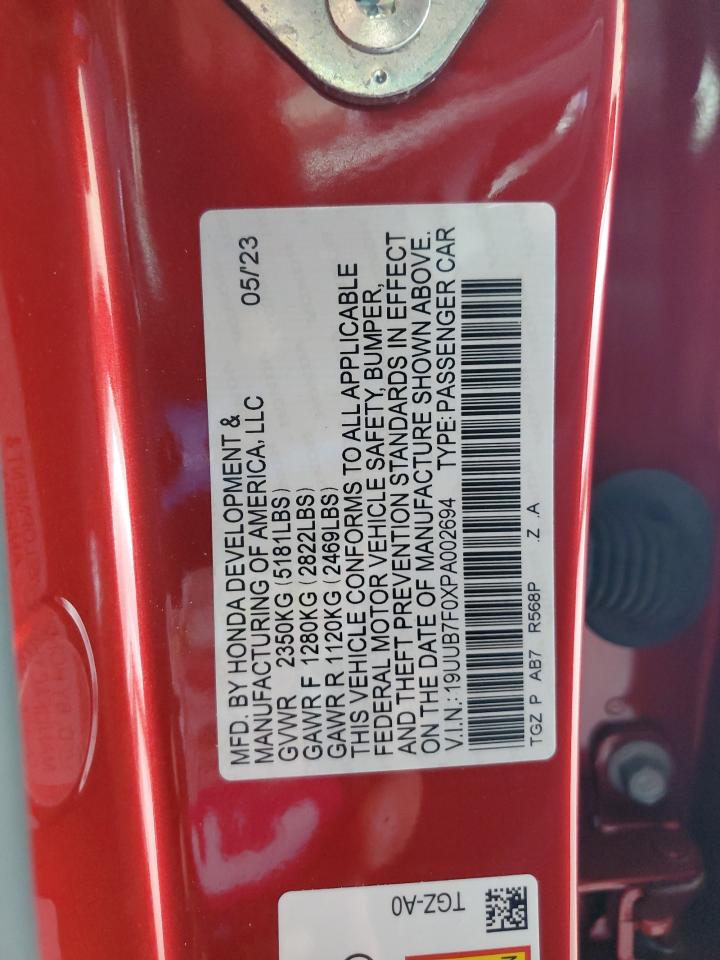 MFD. BY HONDA DEVELOPMENT &
MANUFACTURING OF AMERICA, LLC 05/'23
GVWR 2350KG (5181LBS)
GAWR F 1280KG (2822LBS)
GAWR R 1120KG (2469LBS)
THIS VEHICLE CONFORMS TO ALL APPLICABLE
FEDERAL MOTOR VEHICLE SAFETY, BUMPER,
AND THEFT PREVENTION STANDARDS IN EFFECT
ON THE DATE OF MANUFACTURE SHOWN ABOVE.
V.I.N.:19UUB7F0XPA002694 TYPE:PASSENGER CAR
TGZ P AB7 R568P .Z .A
TGZ-A0